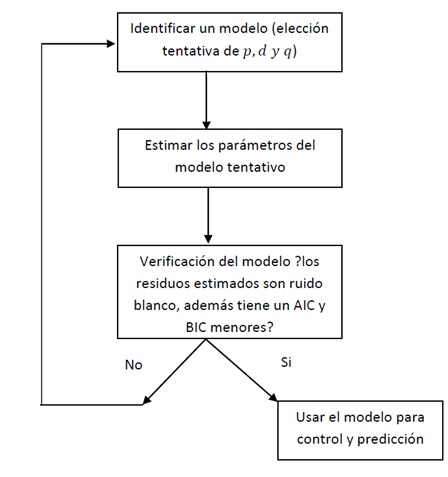 Identificar un modelo (elección
tentativa de p, d y q)
Estimar los parámetros del
modelo tentativo
Verificación del modelo ?los
residuos estimados son ruido
blanco, además tiene un AIC y
BIC menores?
No
Si
Usar el modelo para
control y predicción